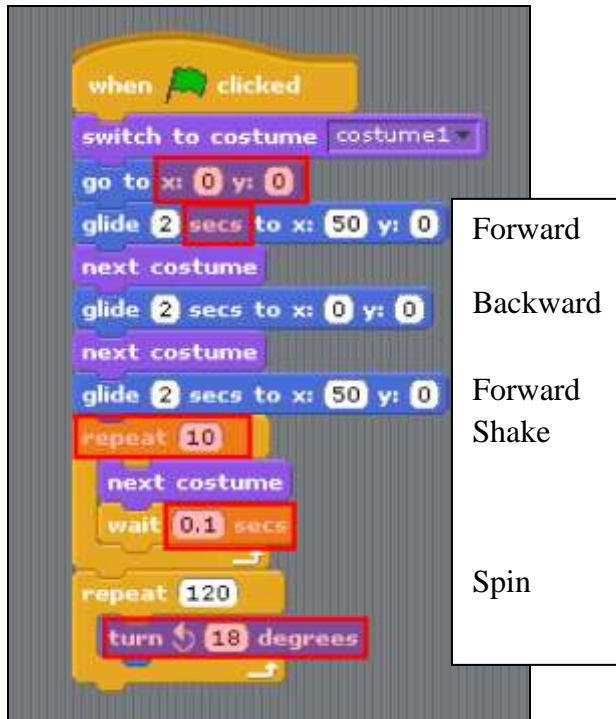 when clicked
switch to costume costume1
go to x: 0 y: 0
glide 2 secs to x: 50 y: 0 Forward
next costume
glide 2 secs to x: 0 y: 0 Backward
next costume
glide 2 secs to x: 50 y: 0 Forward
repeat 10 Shake
next costume
wait 0.1 secs
repeat 120 Spin
turn 18 degrees